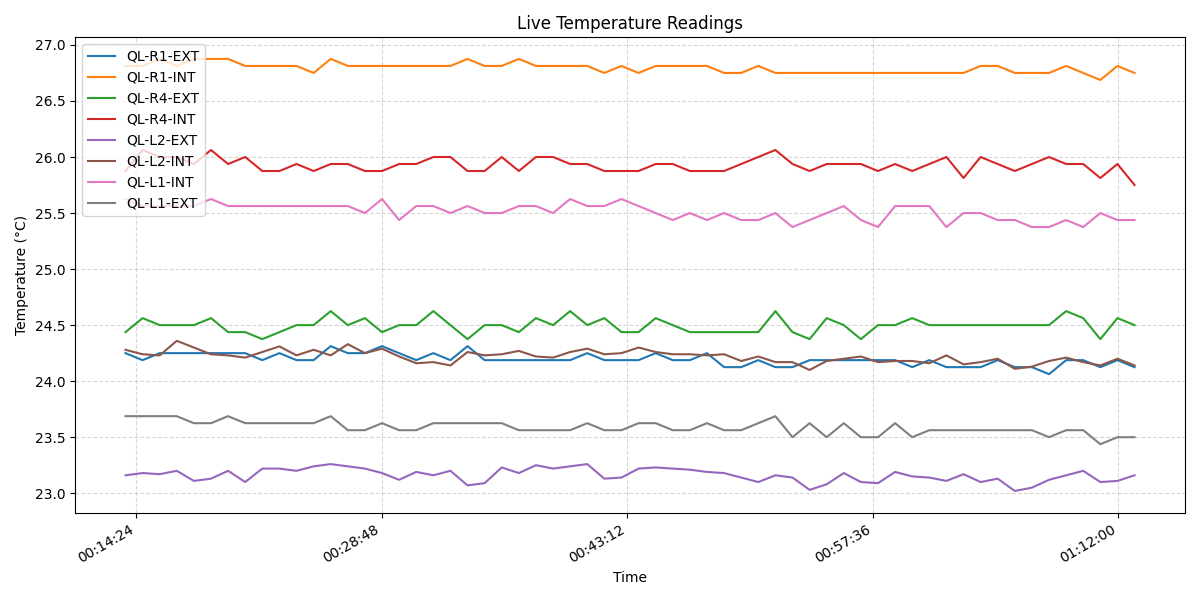 Live Temperature Readings
27.0
26.5
26.0
25.5
25.0
24.5
24.0
23.5
23.0
Temperature (°C)
QL-R1-EXT
QL-R1-INT
QL-R4-EXT
QL-R4-INT
QL-L2-EXT
QL-L2-INT
QL-L1-INT
QL-L1-EXT
00:14:24
00:28:48
00:43:12
00:57:36
01:12:00
Time